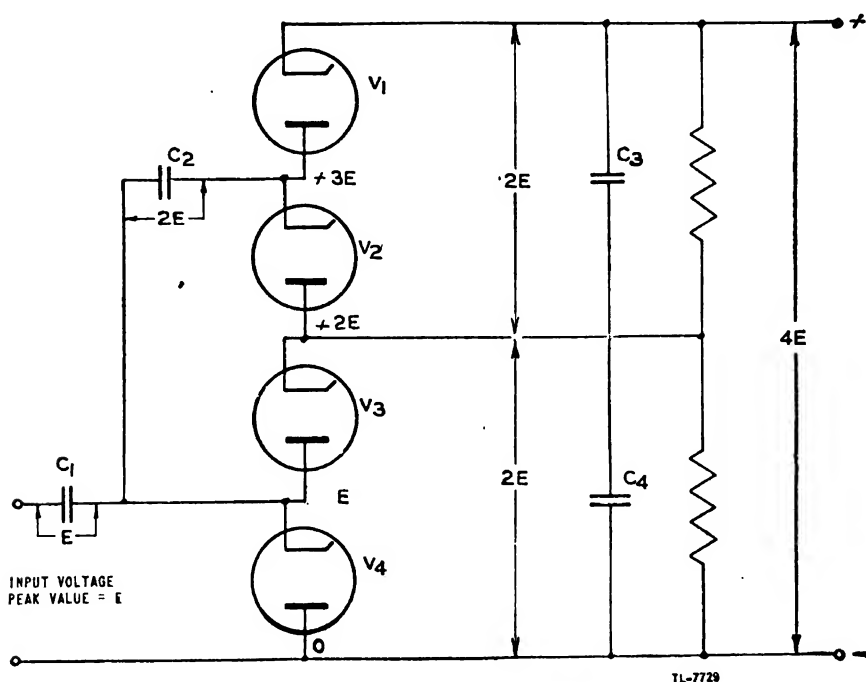 +
V1
C2
+3E
2E
2E
C3
V2
+2E
4E
V3
C1
E
E
2E
C4
INPUT VOLTAGE
PEAK VALUE = E
V4
O
−
TL-7729